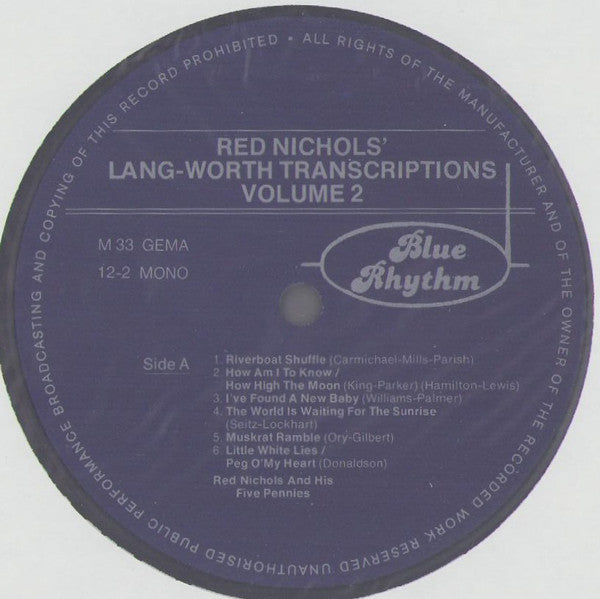 ALL RIGHTS OF THE MANUFACTURER AND OF THE OWNER OF THE RECORDED WORK RESERVED UNAUTHORISED PUBLIC PERFORMANCE BROADCASTING AND COPYING OF THIS RECORD PROHIBITED •
RED NICHOLS'
LANG-WORTH TRANSCRIPTIONS
VOLUME 2
M 33 GEMA
12-2 MONO
Blue
Rhythm
Side A
1. Riverboat Shuffle (Carmichael-Mills-Parish)
2. How Am I To Know /
How High The Moon (King-Parker) (Hamilton-Lewis)
3. I've Found A New Baby (Williams-Palmer)
4. The World Is Waiting For The Sunrise
(Seitz-Lockhart)
5. Muskrat Ramble (Ory-Gilbert)
6. Little White Lies /
Peg O'My Heart (Donaldson)
Red Nichols And His
Five Pennies